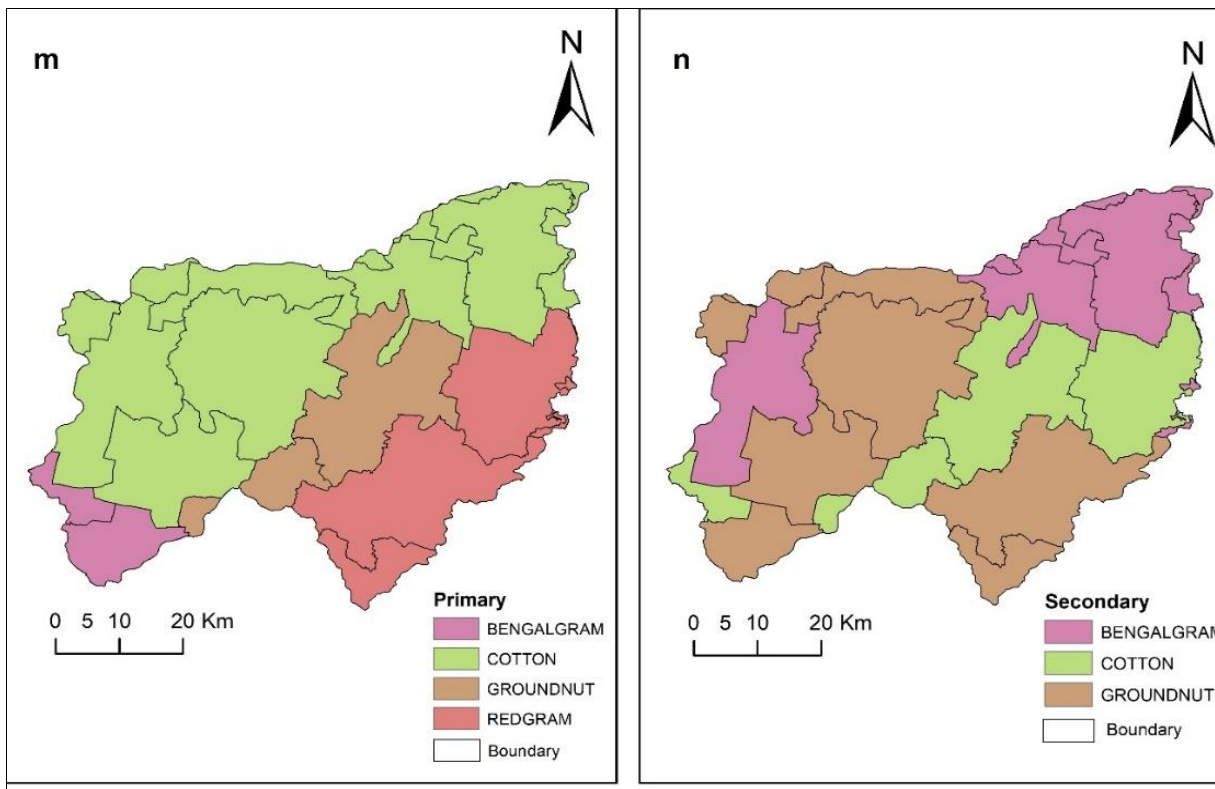 m
N
Primary
BENGALGRAM
COTTON
GROUNDNUT
REDGRAM
Boundary
0 5 10 20 Km
n
N
Secondary
BENGALGRAM
COTTON
GROUNDNUT
Boundary
0 5 10 20 Km